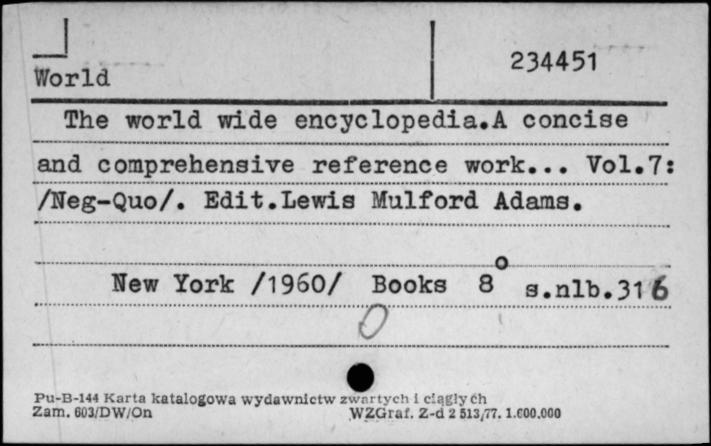 234451
World
The world wide encyclopedia.A concise
and comprehensive reference work... Vol.7:
/Neg-Quo/. Edit.Lewis Mulford Adams.
New York /1960/ Books 8° s.nlb.316
0
Pu-B-144 Karta katalogowa wydawnictw zwartych i ciągłych
Zam. 603/DW/On WZGraf. Z-d 2 513/77. 1.600.000